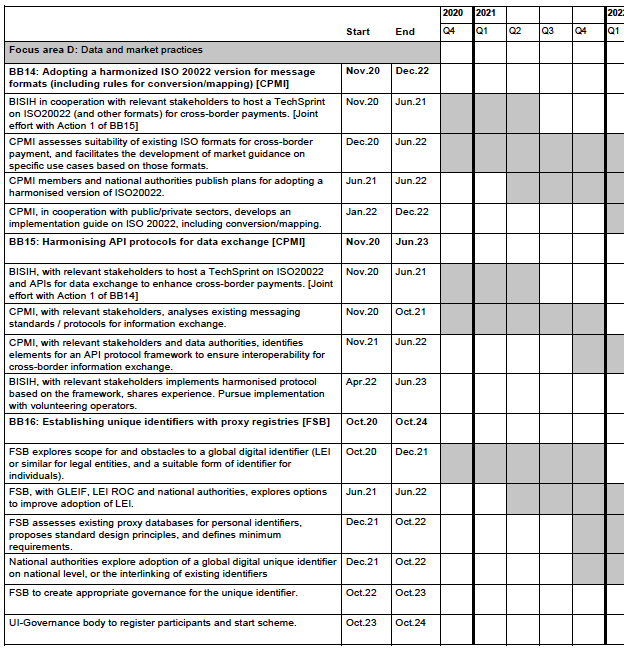 2020 2021 2022
Start End Q4 Q1 Q2 Q3 Q4 Q1
Focus area D: Data and market practices
BB14: Adopting a harmonized ISO 20022 version for message Nov.20 Dec.22
formats (including rules for conversion/mapping) [CPMI]
BISIH in cooperation with relevant stakeholders to host a TechSprint Nov.20 Jun.21
on ISO20022 (and other formats) for cross-border payments. [Joint
effort with Action 1 of BB15]
CPMI assesses suitability of existing ISO formats for cross-border Dec.20 Jun.22
payment, and facilitates the development of market guidance on
specific use cases based on those formats.
CPMI members and national authorities publish plans for adopting a Jun.21 Jun.22
harmonised version of ISO20022.
CPMI, in cooperation with public/private sectors, develops an Jan.22 Dec.22
implementation guide on ISO 20022, including conversion/mapping.
BB15: Harmonising API protocols for data exchange [CPMI] Nov.20 Jun.23
BISIH, with relevant stakeholders to host a TechSprint on ISO20022 Nov.20 Jun.21
and APIs for data exchange to enhance cross-border payments. [Joint
effort with Action 1 of BB14]
CPMI, with relevant stakeholders, analyses existing messaging Nov.20 Oct.21
standards / protocols for information exchange.
CPMI, with relevant stakeholders and data authorities, identifies Nov.21 Jun.22
elements for an API protocol framework to ensure interoperability for
cross-border information exchange.
BISIH, with relevant stakeholders implements harmonised protocol Apr.22 Jun.23
based on the framework, shares experience. Pursue implementation
with volunteering operators.
BB16: Establishing unique identifiers with proxy registries [FSB] Oct.20 Oct.24
FSB explores scope for and obstacles to a global digital identifier (LEI Oct.20 Dec.21
or similar for legal entities, and a suitable form of identifier for
individuals).
FSB, with GLEIF, LEI ROC and national authorities, explores options Jun.21 Jun.22
to improve adoption of LEI.
FSB assesses existing proxy databases for personal identifiers, Dec.21 Oct.22
proposes standard design principles, and defines minimum
requirements.
National authorities explore adoption of a global digital unique identifier Dec.21 Oct.22
on national level, or the interlinking of existing identifiers
FSB to create appropriate governance for the unique identifier. Oct.22 Oct.23
UI-Governance body to register participants and start scheme. Oct.23 Oct.24